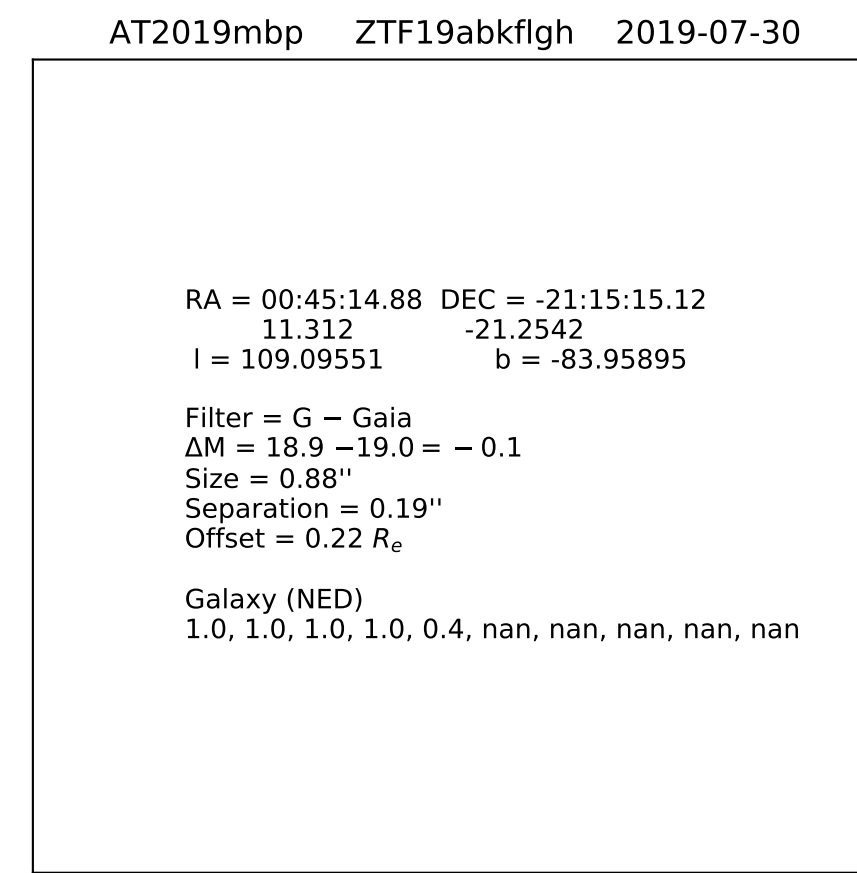 AT2019mbp ZTF19abkflgh 2019-07-30
RA = 00:45:14.88 DEC = -21:15:15.12
11.312 -21.2542
l = 109.09551 b = -83.95895
Filter = G − Gaia
ΔM = 18.9 −19.0 = − 0.1
Size = 0.88''
Separation = 0.19''
Offset = 0.22 Re
Galaxy (NED)
1.0, 1.0, 1.0, 1.0, 0.4, nan, nan, nan, nan, nan